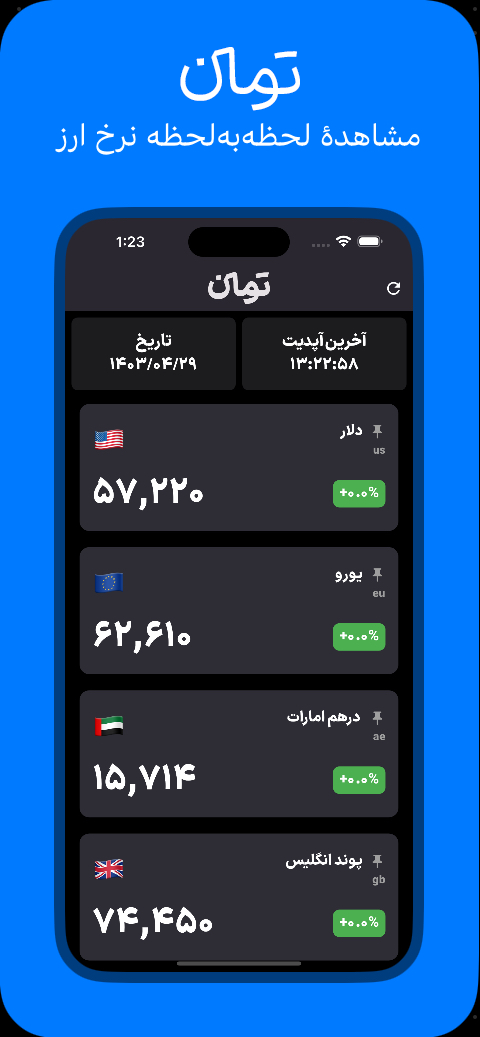 تومان
مشاهدهٔ لحظه‌به‌لحظه نرخ ارز
1:23
تومان
آخرین آپدیت
۱۳:۲۲:۵۸
تاریخ
۱۴۰۳/۰۴/۲۹
دلار
us
۵۷,۲۲۰
+۰.۰%
یورو
eu
۶۲,۶۱۰
+۰.۰%
درهم امارات
ae
۱۵,۷۱۴
+۰.۰%
پوند انگلیس
gb
۷۴,۴۵۰
+۰.۰%